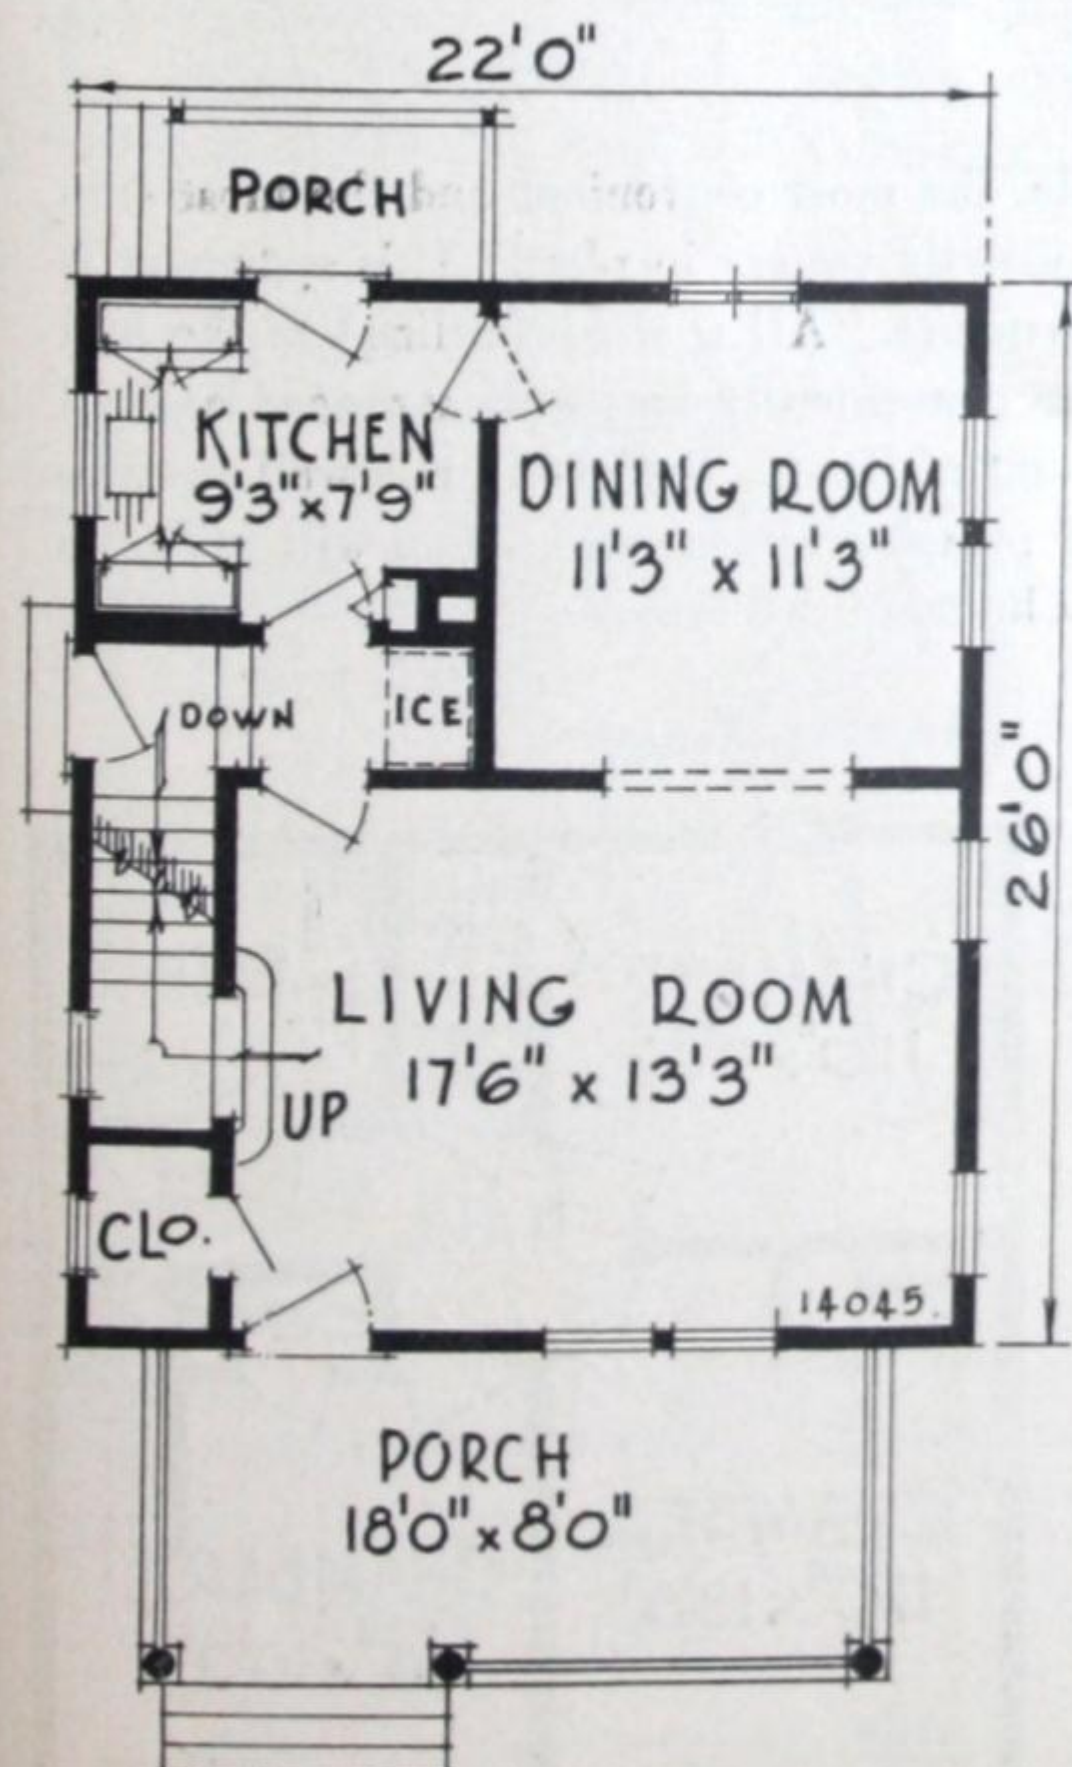 22'0"
PORCH
KITCHEN
9'3"x7'9"
DINING ROOM
11'3" x 11'3"
DOWN
ICE
26'0"
LIVING ROOM
17'6" x 13'3"
UP
CLO.
14045.
PORCH
18'0"x8'0"